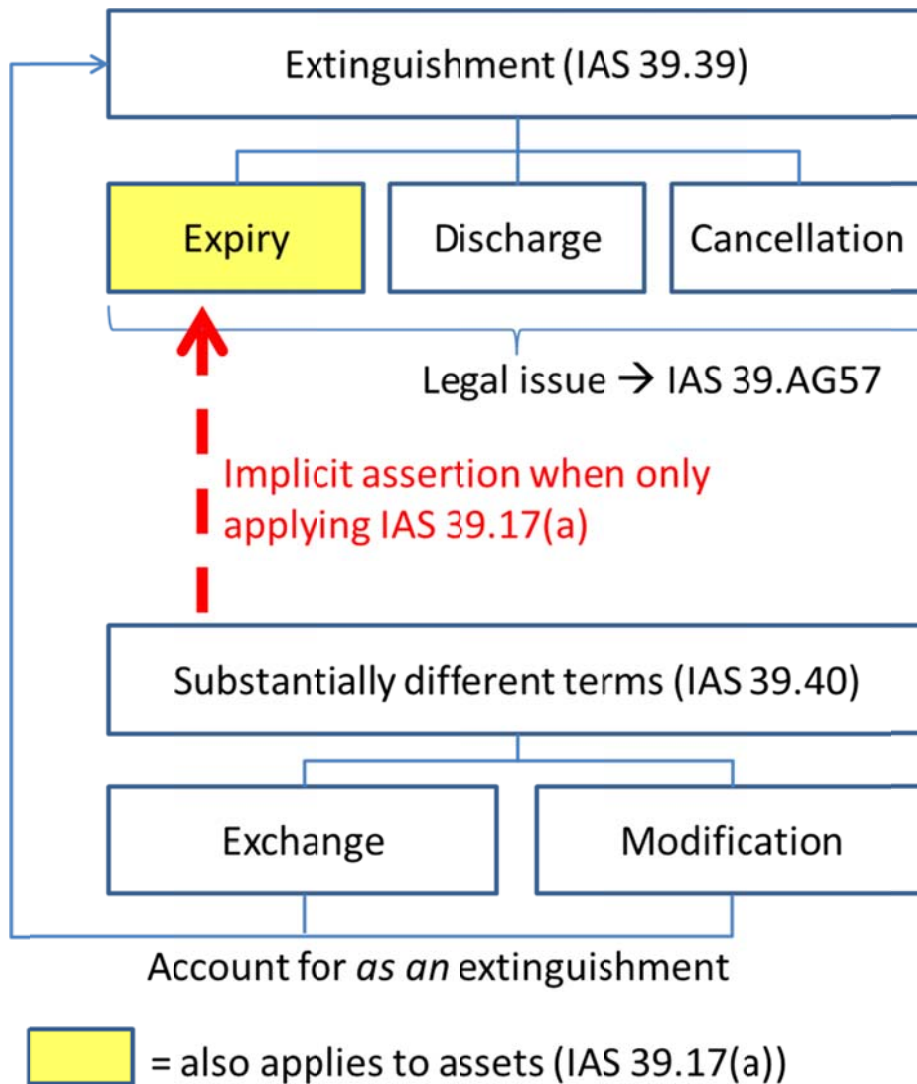 Extinguishment (IAS 39.39)
Expiry
Discharge
Cancellation
Legal issue → IAS 39.AG57
Implicit assertion when only
applying IAS 39.17(a)
Substantially different terms (IAS 39.40)
Exchange
Modification
Account for as an extinguishment
= also applies to assets (IAS 39.17(a))